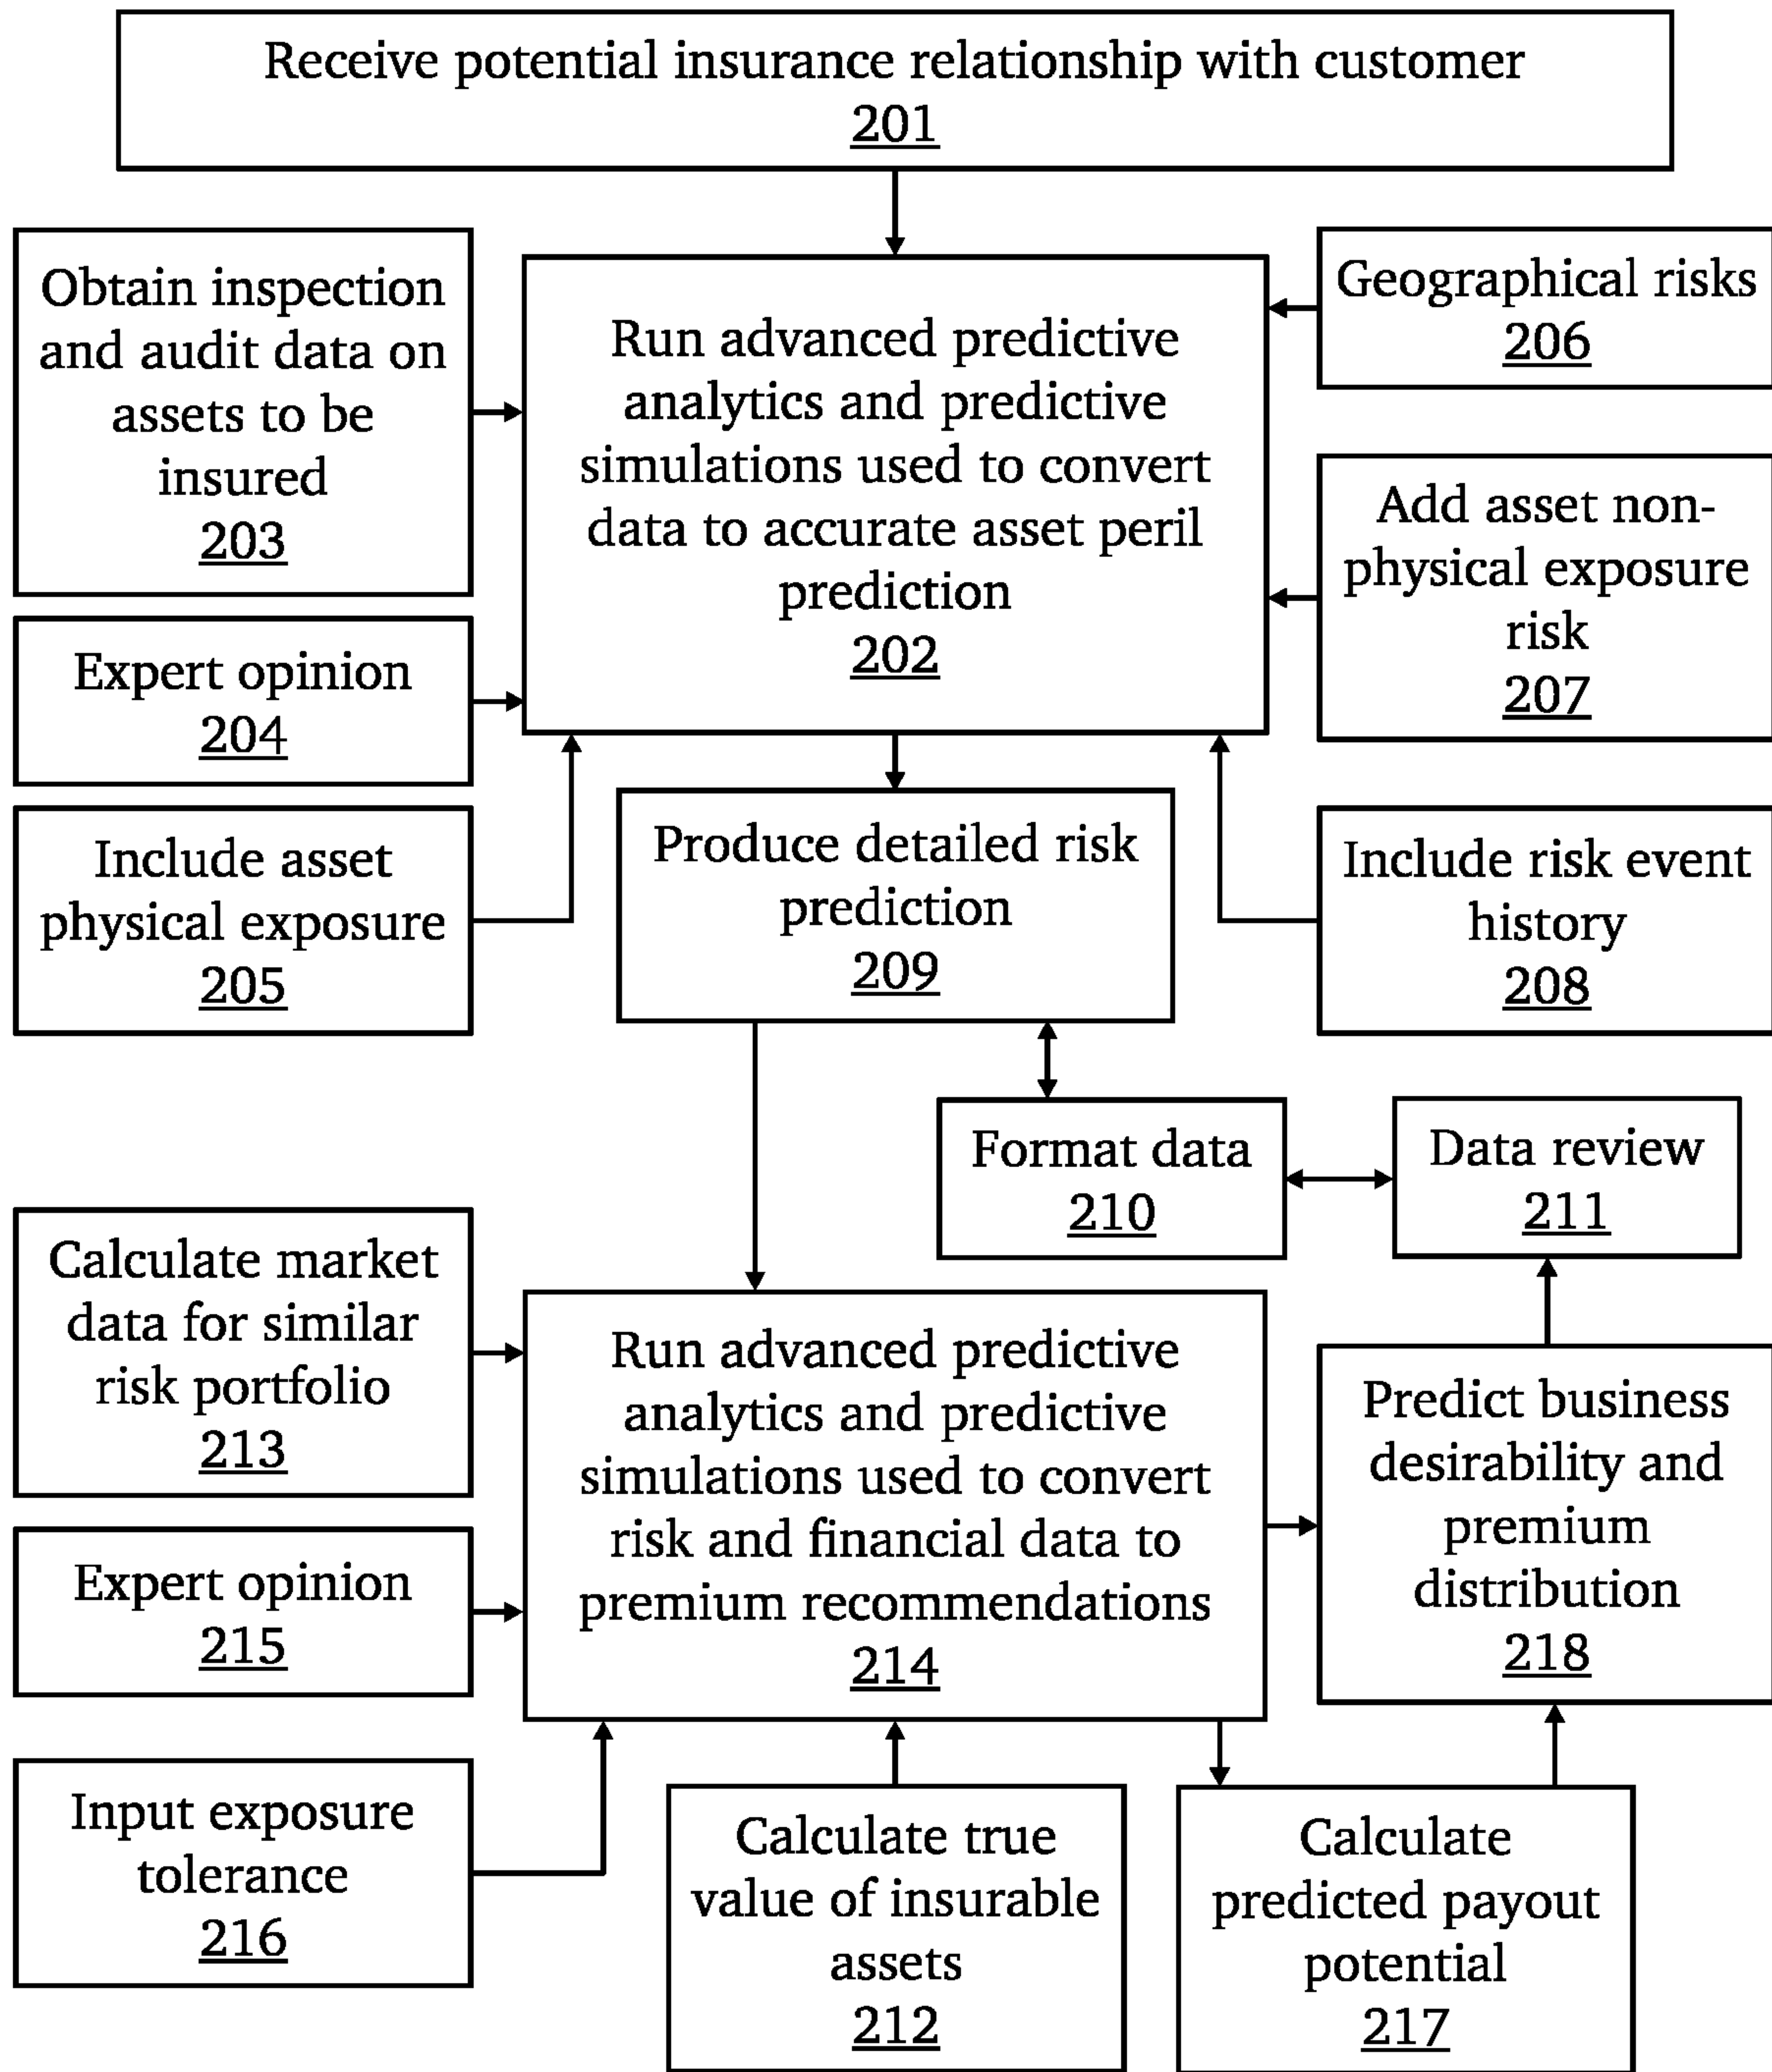 Receive potential insurance relationship with customer
201
Obtain inspection
and audit data on
assets to be
insured
203
Run advanced predictive
analytics and predictive
simulations used to convert
data to accurate asset peril
prediction
202
Geographical risks
206
Add asset non-
physical exposure
risk
207
Expert opinion
204
Include asset
physical exposure
205
Produce detailed risk
prediction
209
Include risk event
history
208
Format data
210
Data review
211
Calculate market
data for similar
risk portfolio
213
Run advanced predictive
analytics and predictive
simulations used to convert
risk and financial data to
premium recommendations
214
Predict business
desirability and
premium
distribution
218
Expert opinion
215
Input exposure
tolerance
216
Calculate true
value of insurable
assets
212
Calculate
predicted payout
potential
217